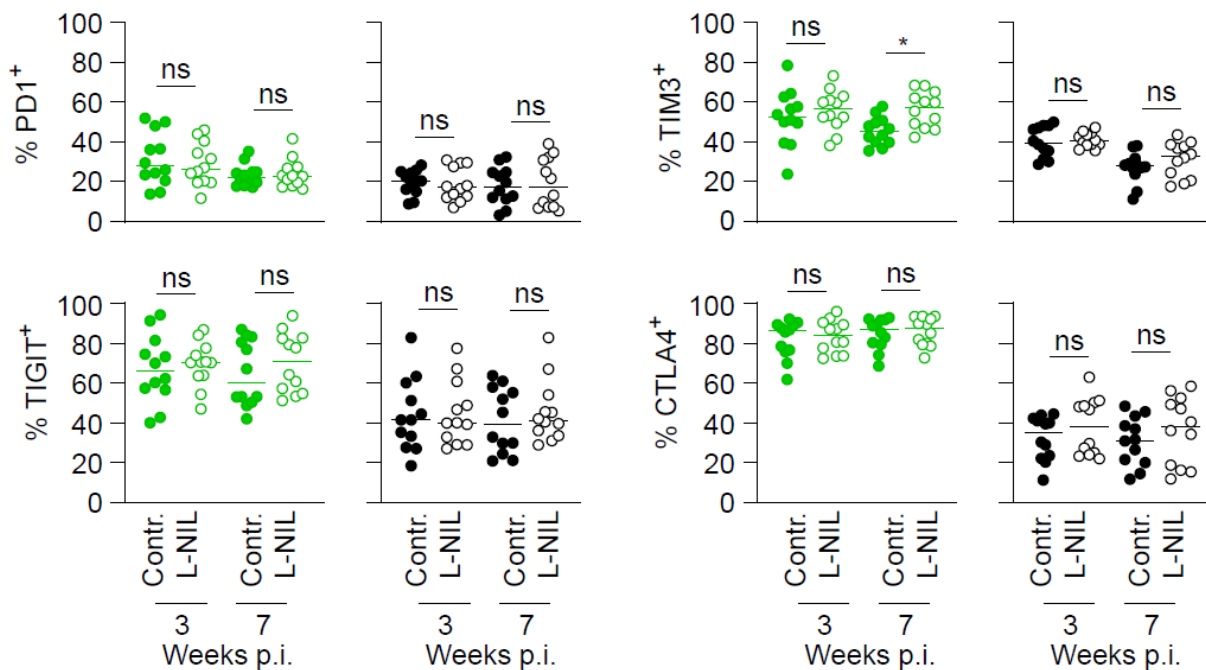 % PD1+
100
80
60
40
20
0
ns
ns
ns
ns
% TIM3+
100
80
60
40
20
0
ns
*
ns
ns
% TIGIT+
100
80
60
40
20
0
ns
ns
ns
ns
% CTLA4+
100
80
60
40
20
0
ns
ns
ns
ns
Contr.
L-NIL
Contr.
L-NIL
3
7
Weeks p.i.
Contr.
L-NIL
Contr.
L-NIL
3
7
Weeks p.i.
Contr.
L-NIL
Contr.
L-NIL
3
7
Weeks p.i.
Contr.
L-NIL
Contr.
L-NIL
3
7
Weeks p.i.